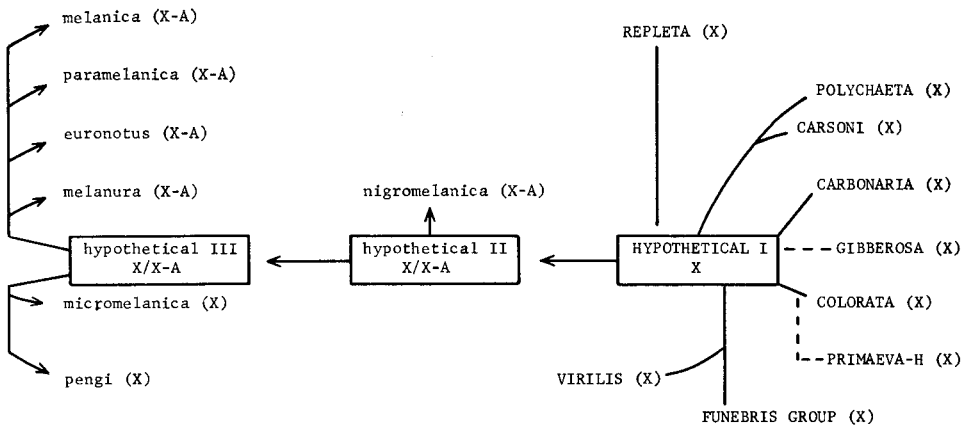 melanica (X-A)
paramelanica (X-A)
euronotus (X-A)
melanura (X-A)
hypothetical III
X/X-A
micromelanica (X)
pengi (X)
nigromelanica (X-A)
hypothetical II
X/X-A
REPLETA (X)
POLYCHAETA (X)
CARSONI (X)
CARBONARIA (X)
HYPOTHETICAL I
X
GIBBEROSA (X)
COLORATA (X)
PRIMAEVA-H (X)
VIRILIS (X)
FUNEBRIS GROUP (X)